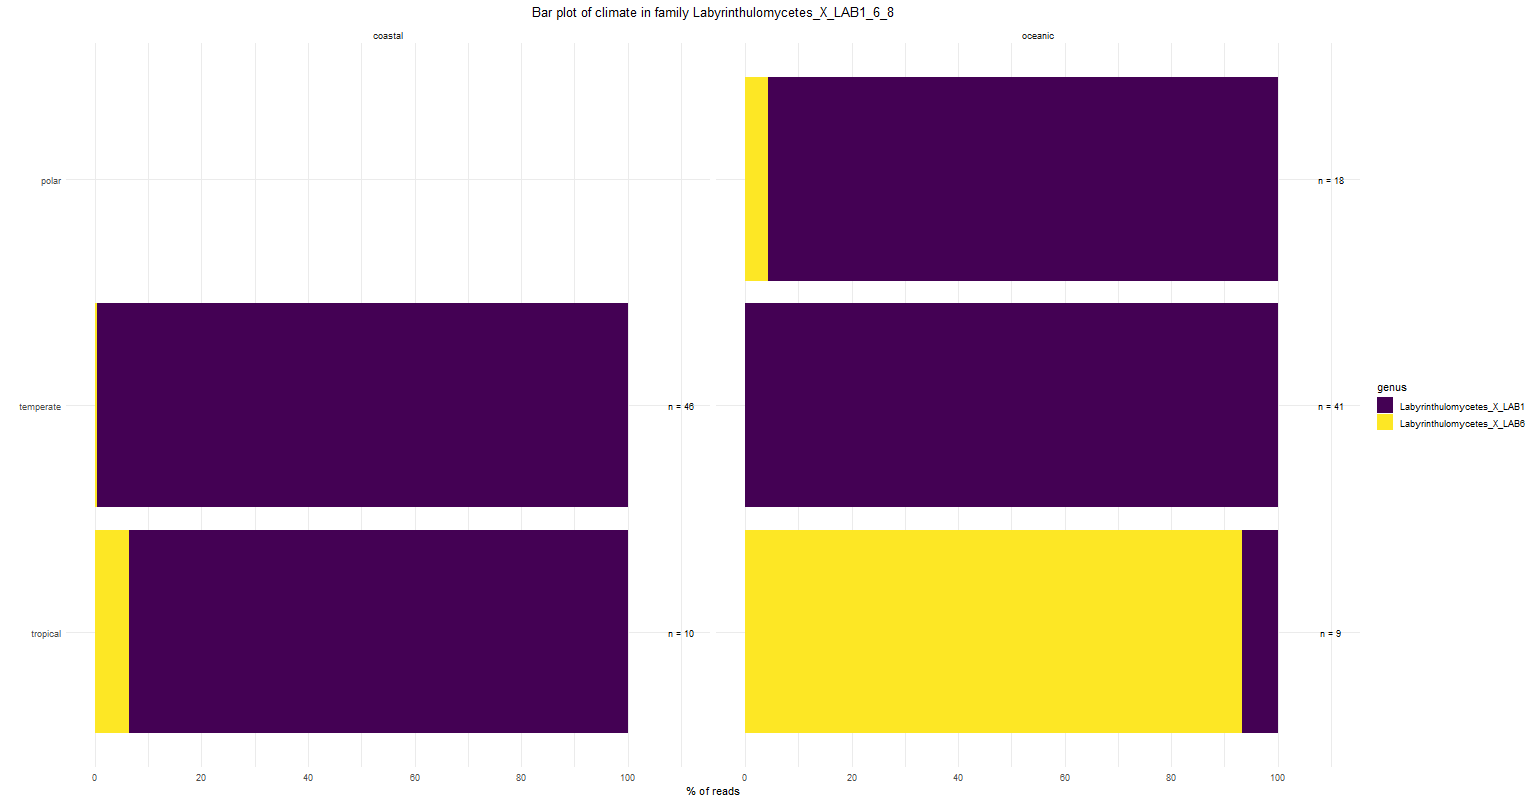 Bar plot of climate in family Labyrinthulomycetes_X_LAB1_6_8
coastal
oceanic
polar
n = 18
temperate
n = 46
n = 41
tropical
n = 10
n = 9
genus
Labyrinthulomycetes_X_LAB1
Labyrinthulomycetes_X_LAB6
0 20 40 60 80 100
0 20 40 60 80 100
% of reads